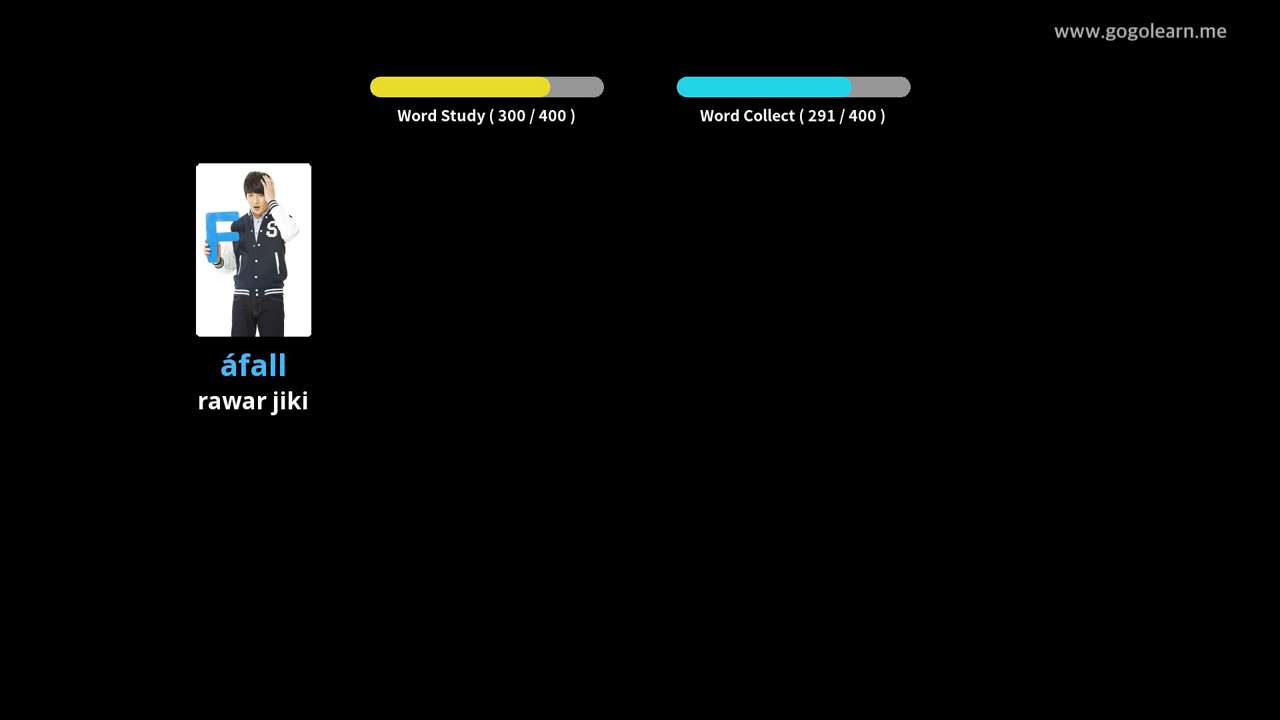 www.gogolearn.me
Word Study ( 300 / 400 )
Word Collect ( 291 / 400 )
F
S
áfall
rawar jiki